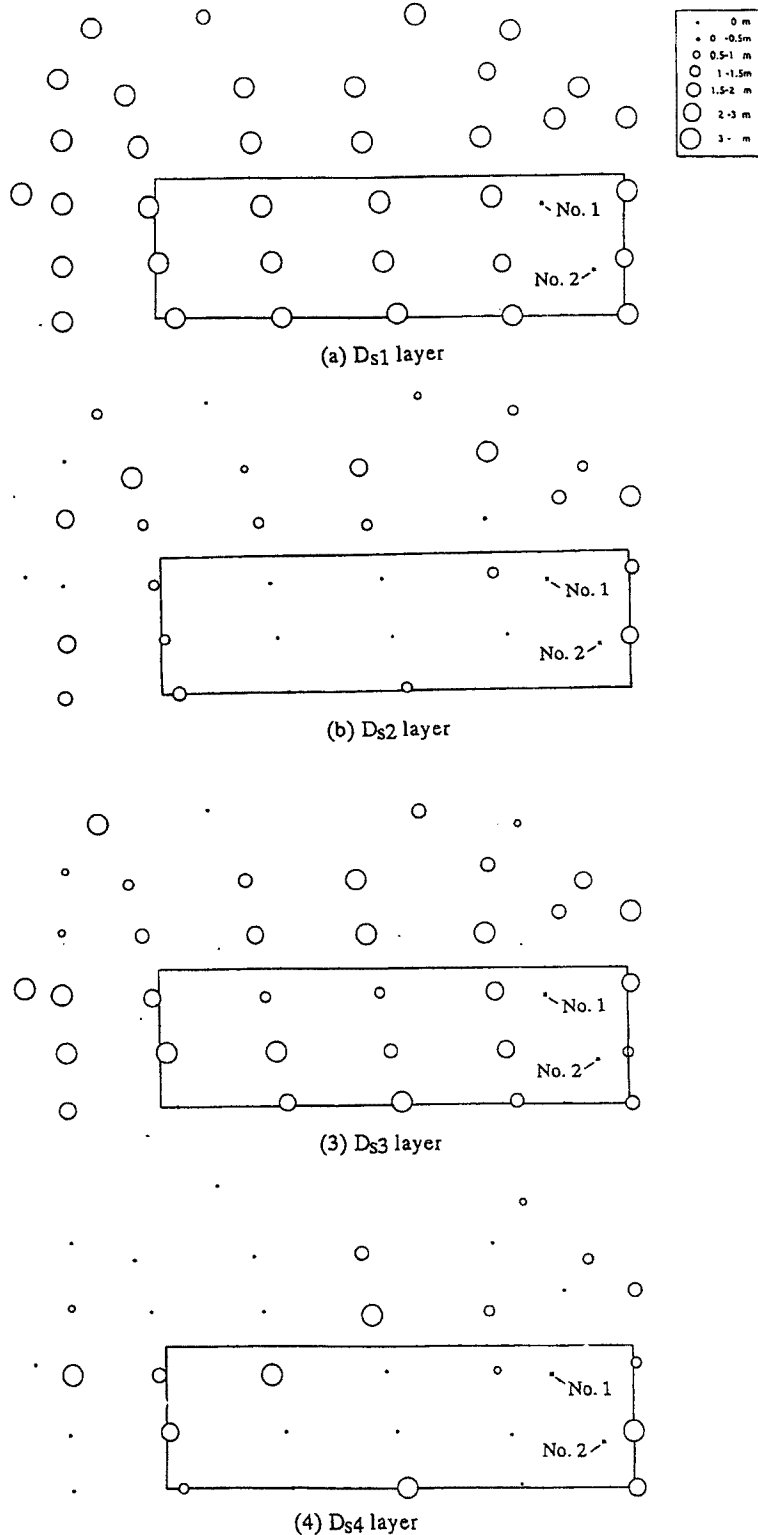 0 m
0 -0.5m
0.5-1 m
1 -1.5m
1.5-2 m
2 -3 m
3 - m
No. 1
No. 2
(a) Ds1 layer
No. 1
No. 2
(b) Ds2 layer
No. 1
No. 2
(3) Ds3 layer
No. 1
No. 2
(4) Ds4 layer